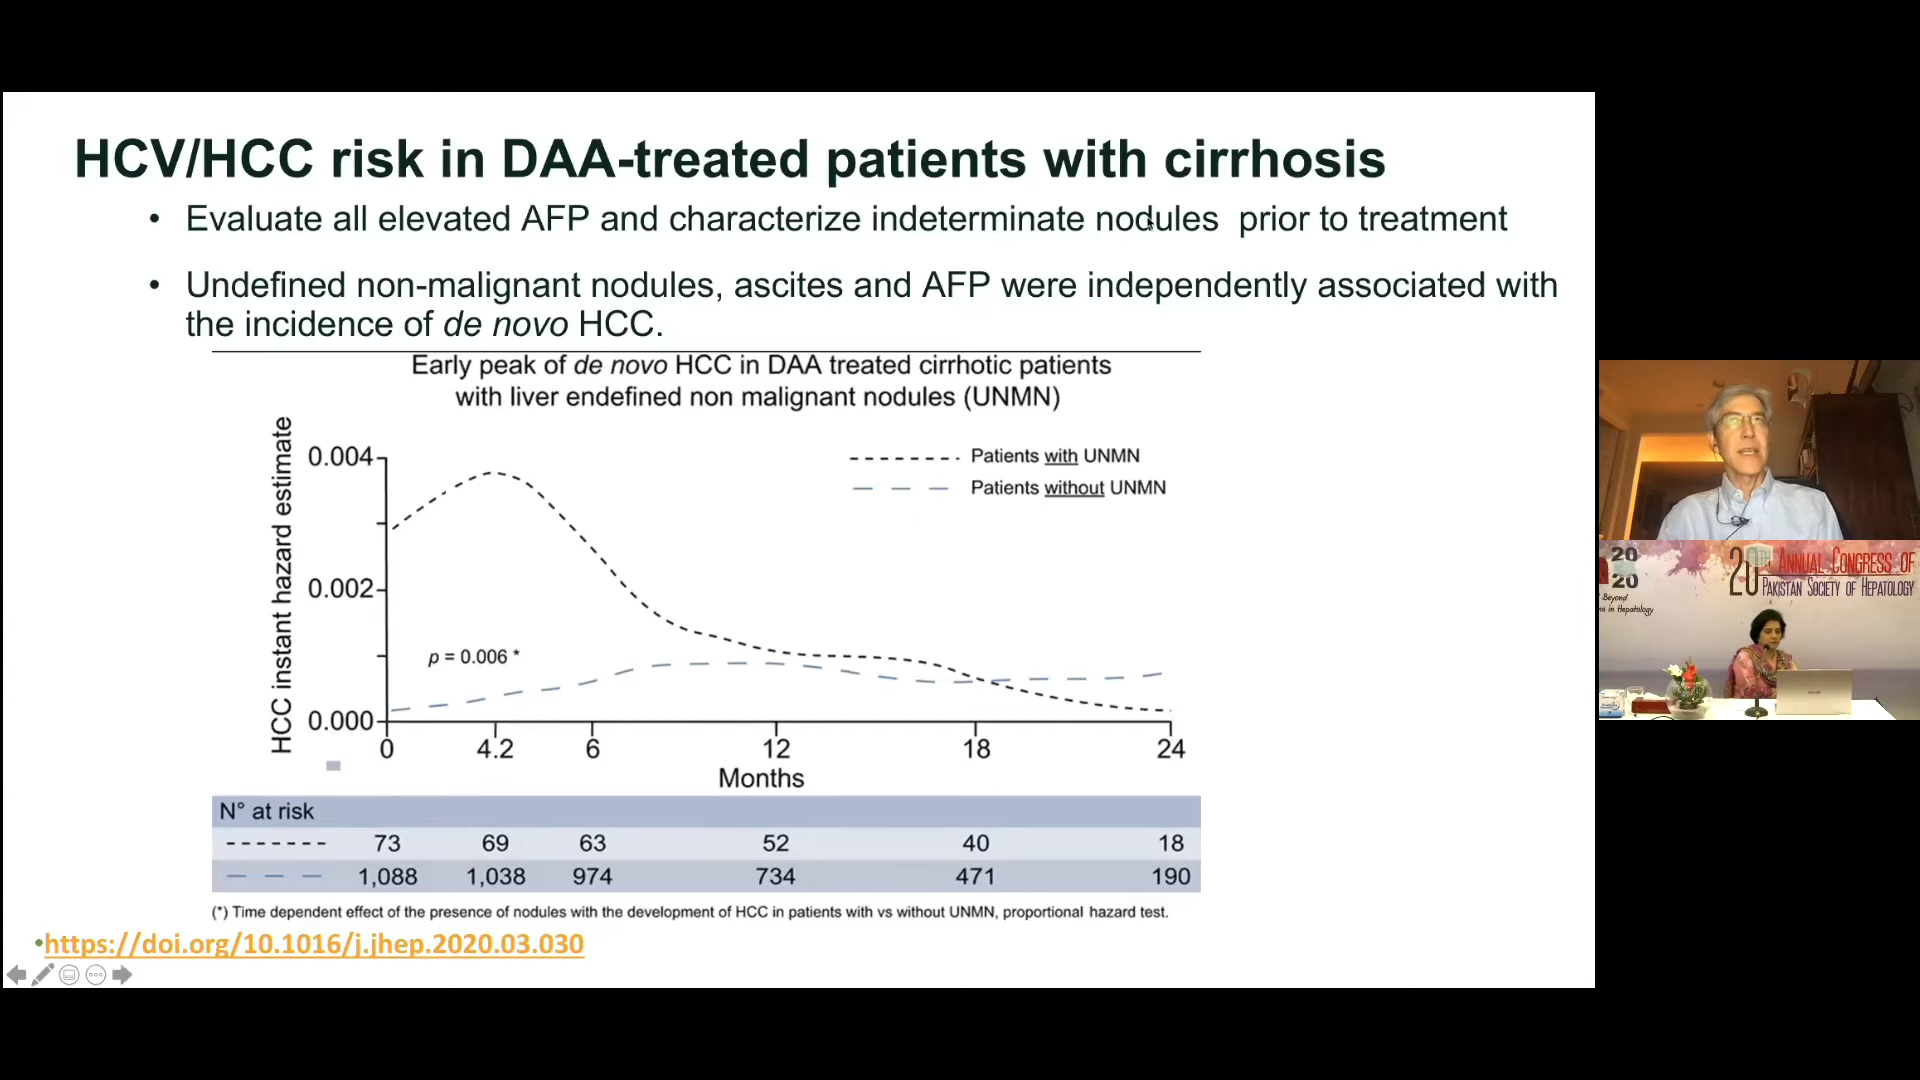 HCV/HCC risk in DAA-treated patients with cirrhosis
• Evaluate all elevated AFP and characterize indeterminate nodules prior to treatment
• Undefined non-malignant nodules, ascites and AFP were independently associated with
the incidence of de novo HCC.
Early peak of de novo HCC in DAA treated cirrhotic patients
with liver endefined non malignant nodules (UNMN)
HCC instant hazard estimate
0.004
0.002
0.000
Patients with UNMN
Patients without UNMN
p = 0.006 *
0 4.2 6 12 18 24
Months
N° at risk
73 69 63 52 40 18
1,088 1,038 974 734 471 190
(*) Time dependent effect of the presence of nodules with the development of HCC in patients with vs without UNMN, proportional hazard test.
•https://doi.org/10.1016/j.jhep.2020.03.030
20
20
Beyond
ns in Hepatology
20TH ANNUAL CONGRESS OF
PAKISTAN SOCIETY OF HEPATOLOGY